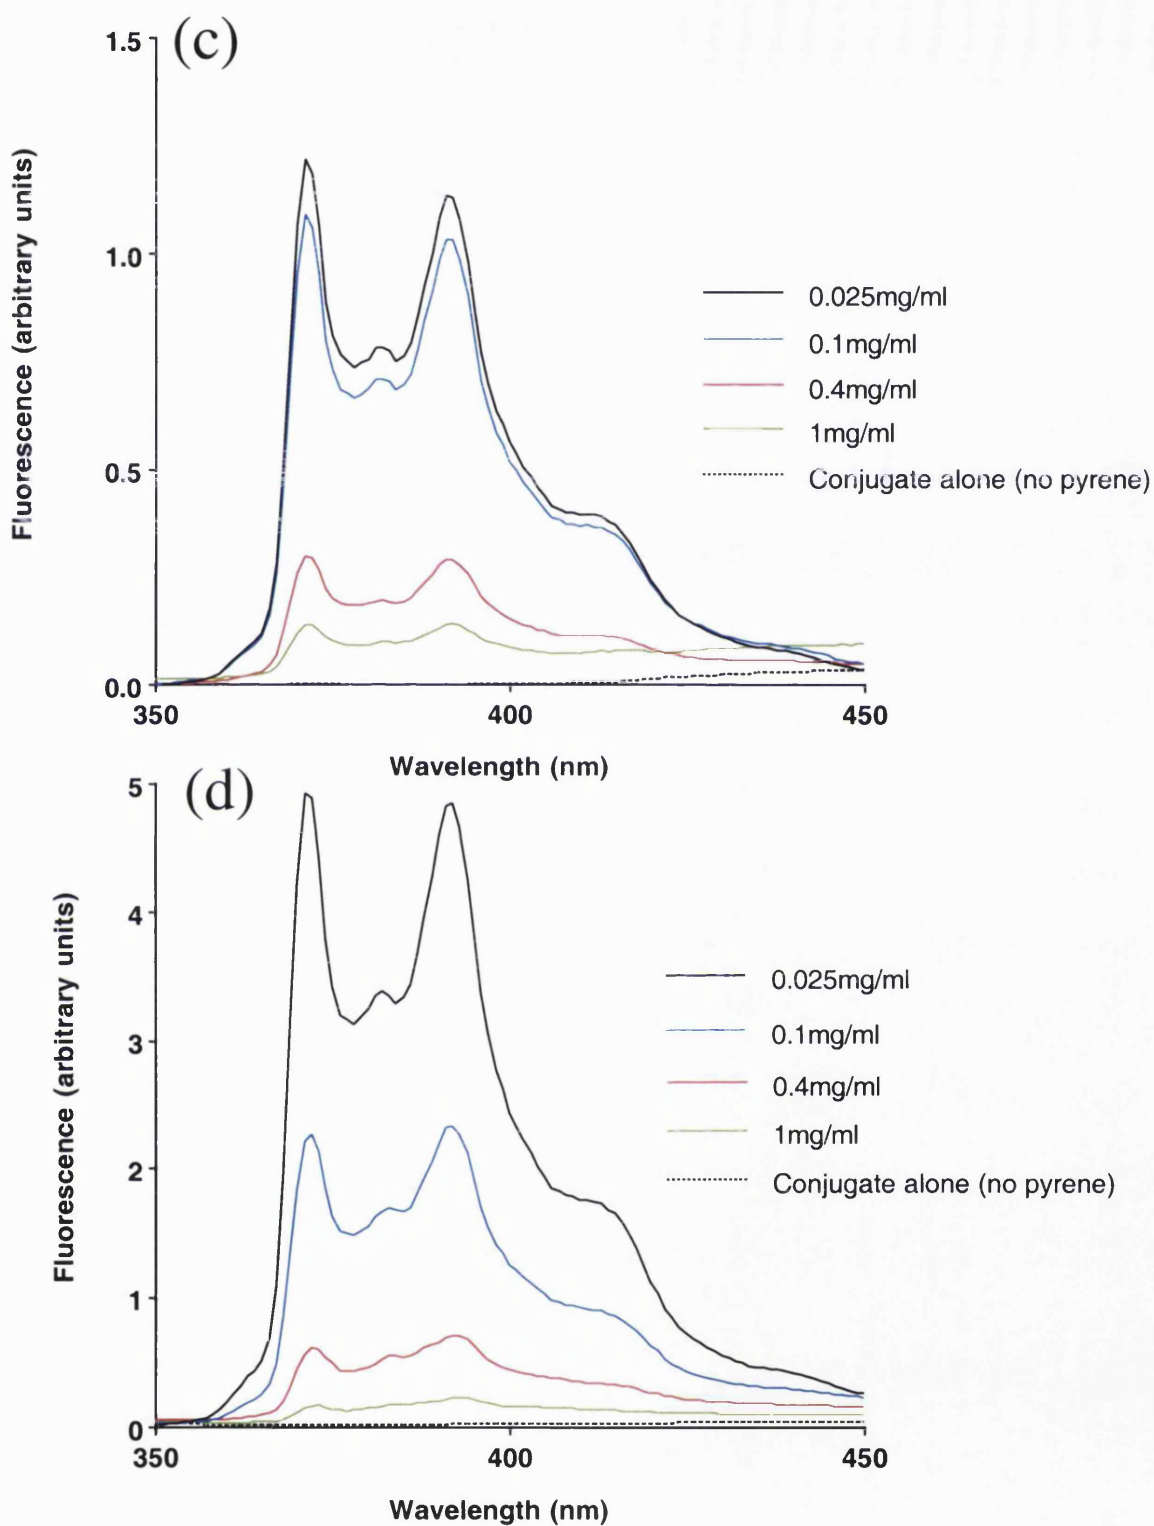 (c)
1.5
1.0
0.5
0.0
350
400
450
Fluorescence (arbitrary units)
Wavelength (nm)
0.025mg/ml
0.1mg/ml
0.4mg/ml
1mg/ml
Conjugate alone (no pyrene)
(d)
5
4
3
2
1
0
350
400
450
Fluorescence (arbitrary units)
Wavelength (nm)
0.025mg/ml
0.1mg/ml
0.4mg/ml
1mg/ml
Conjugate alone (no pyrene)